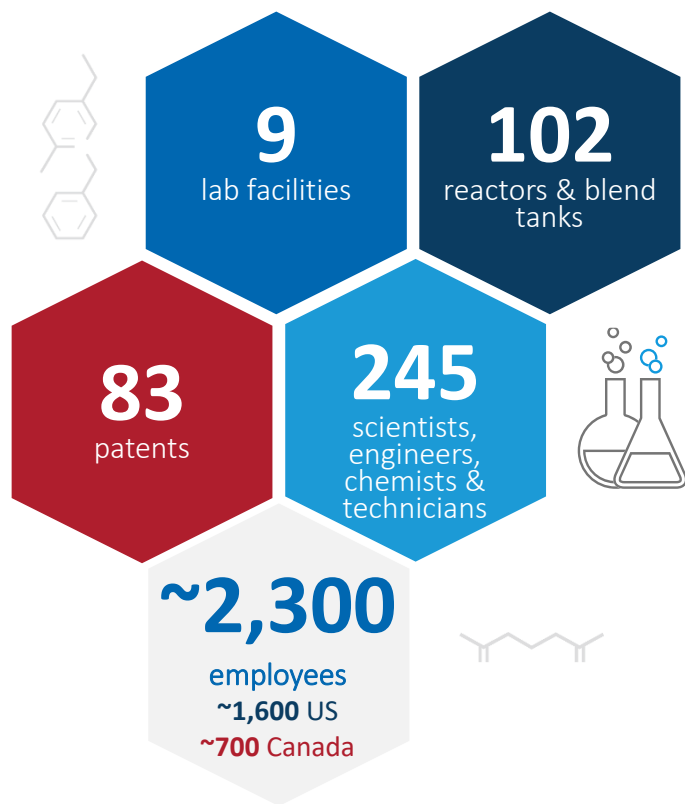 9
lab facilities
102
reactors & blend
tanks
83
patents
245
scientists,
engineers,
chemists &
technicians
~2,300
employees
~1,600 US
~700 Canada